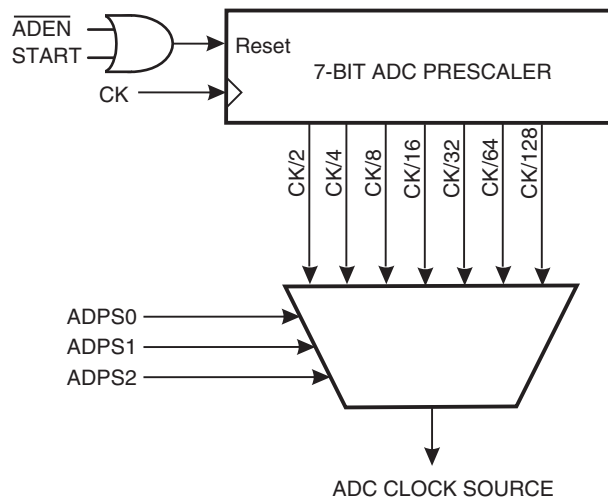 ADEN
START
Reset
7-BIT ADC PRESCALER
CK
CK/2
CK/4
CK/8
CK/16
CK/32
CK/64
CK/128
ADPS0
ADPS1
ADPS2
ADC CLOCK SOURCE